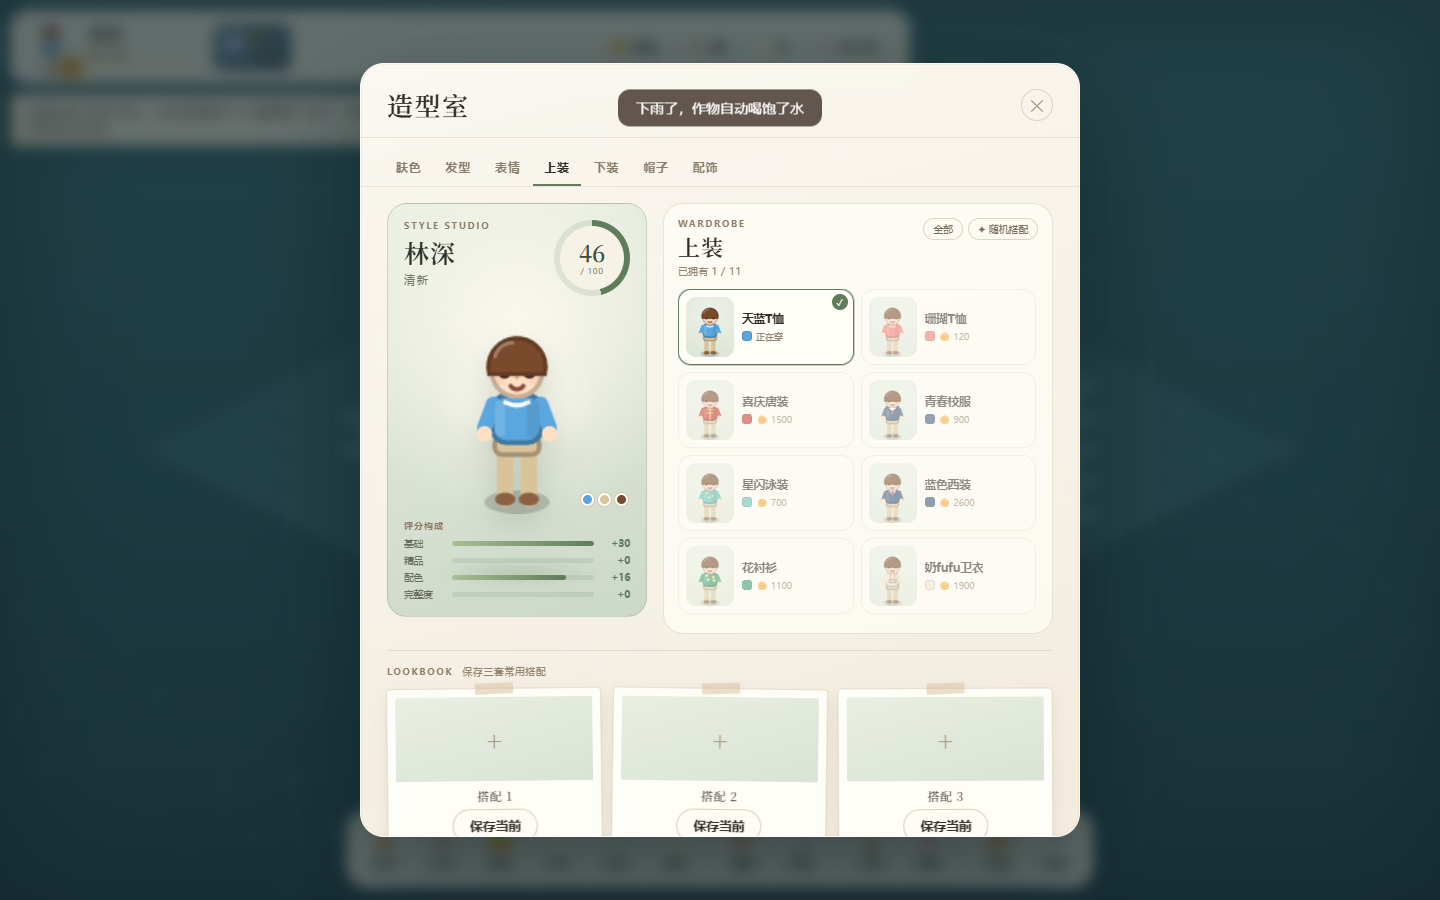 造型室
下雨了，作物自动喝饱了水
肤色 发型 表情 上装 下装 帽子 配饰
STYLE STUDIO
林深
清新
46
/ 100
评分构成
基础 +30
精品 +0
配色 +16
完整度 +0
WARDROBE
上装
已拥有 1 / 11
全部
✦ 随机搭配
天蓝T恤
正在穿
珊瑚T恤
120
喜庆唐装
1500
青春校服
900
星闪泳装
700
蓝色西装
2600
花衬衫
1100
奶fufu卫衣
1900
LOOKBOOK 保存三套常用搭配
搭配 1
保存当前
搭配 2
保存当前
搭配 3
保存当前